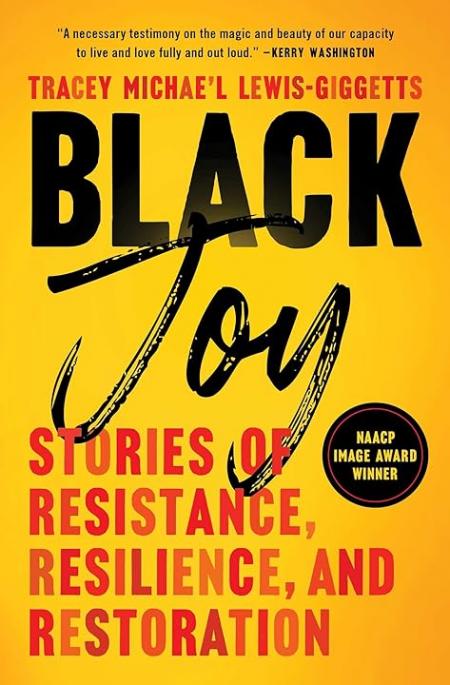 "A necessary testimony on the magic and beauty of our capacity
to live and love fully and out loud." —KERRY WASHINGTON
TRACEY MICHAE'L LEWIS-GIGGETTS
BLACK
Joy
STORIES OF
RESISTANCE,
RESILIENCE, AND
RESTORATION
NAACP
IMAGE AWARD
WINNER